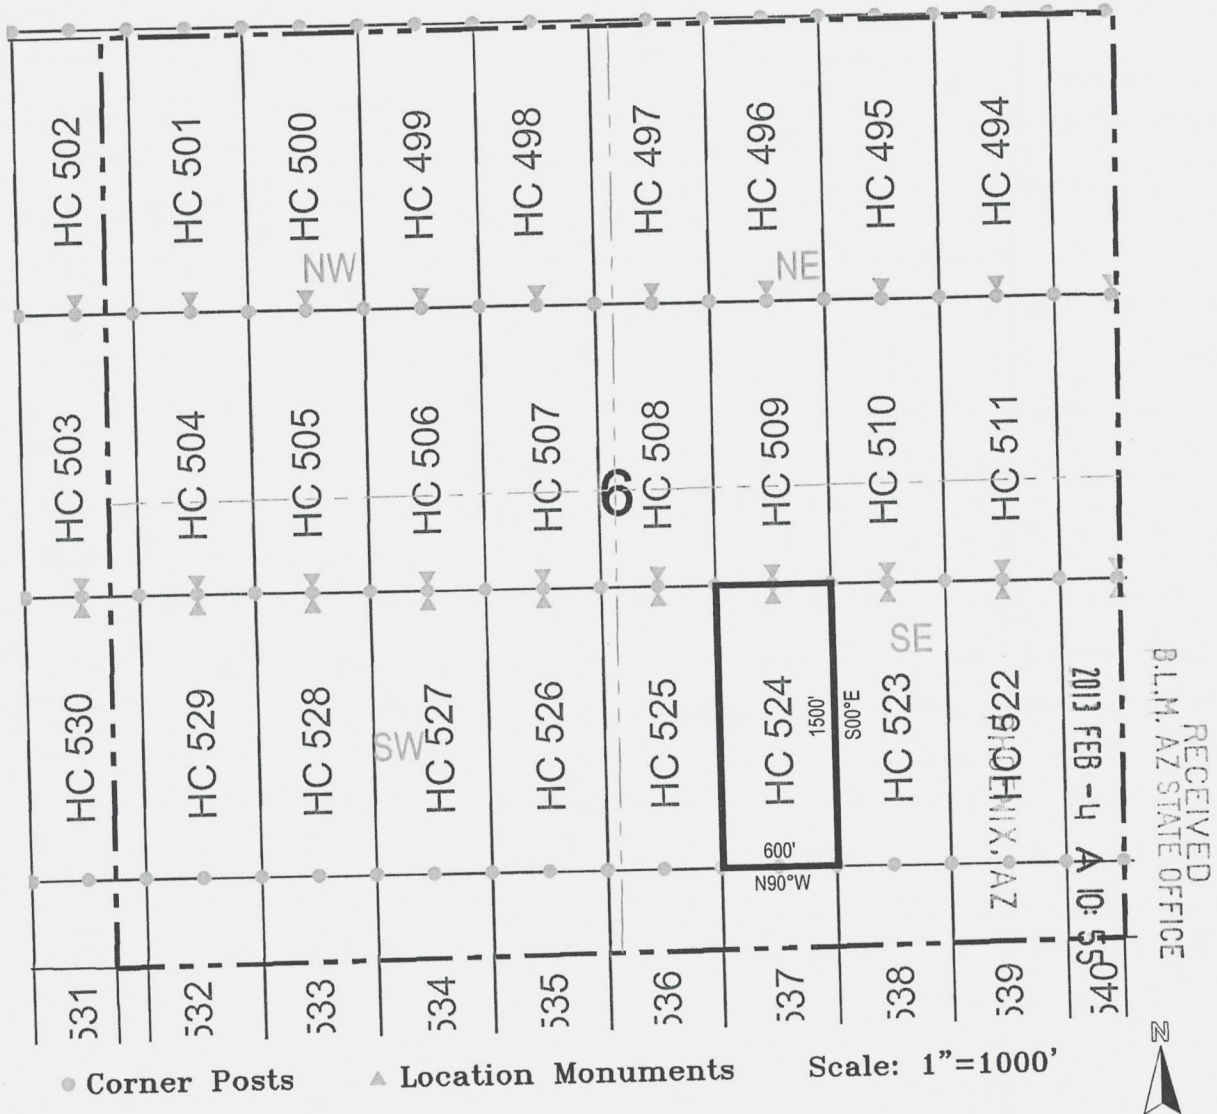 HC 502
HC 501
HC 500
HC 499
HC 498
HC 497
HC 496
HC 495
HC 494
NW
NE
HC 503
HC 504
HC 505
HC 506
HC 507
HC 508
HC 509
HC 510
HC 511
6
HC 530
HC 529
HC 528
HC 527
HC 526
HC 525
HC 524
HC 523
HC 522
SW
SE
1500'
S00°E
600'
N90°W
RECEIVED
B.L.M. AZ STATE OFFICE
2013 FEB -4 A 10:55
PHOENIX, AZ
531
532
533
534
535
536
537
538
539
540
N
Corner Posts
Location Monuments
Scale: 1"=1000'